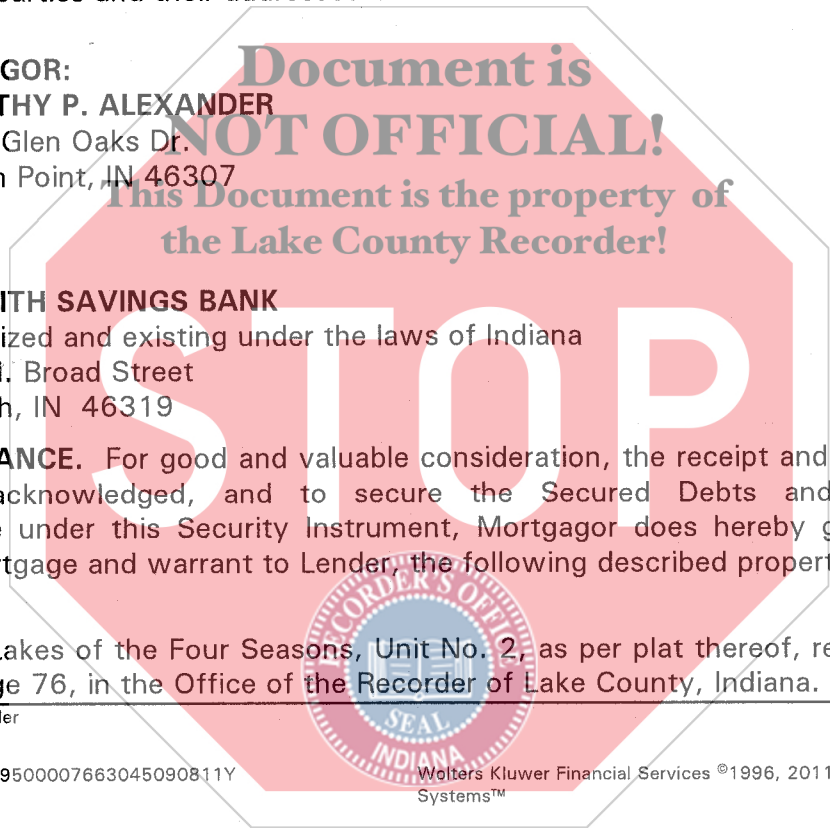 Document is
GOR:
THY P. ALEXANDER
NOT OFFICIAL!
Glen Oaks Dr.
Point, IN 46307
This Document is the property of
the Lake County Recorder!
ITH SAVINGS BANK
ized and existing under the laws of Indiana
Broad Street
h, IN 46319
STOP
ANCE. For good and valuable consideration, the receipt and
acknowledged, and to secure the Secured Debts and
under this Security Instrument, Mortgagor does hereby g
rtgage and warrant to Lender, the following described propert
RECORDER'S OFFICE
akes of the Four Seasons, Unit No. 2, as per plat thereof, re
ge 76, in the Office of the Recorder of Lake County, Indiana.
der
SEAL
INDIANA
9500007663045090811Y
Wolters Kluwer Financial Services ©1996, 2011
Systems™